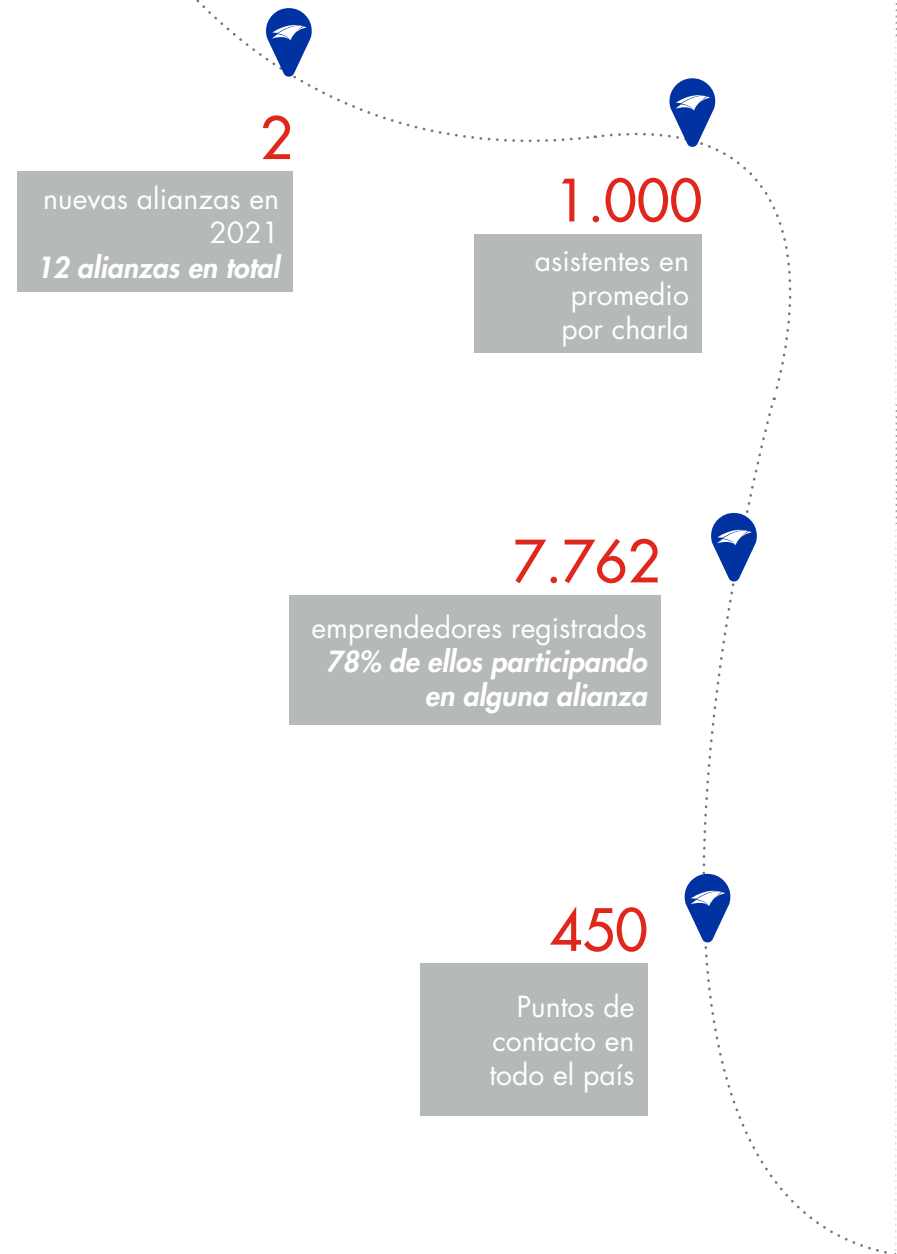 2
nuevas alianzas en
2021
12 alianzas en total
1.000
asistentes en
promedio
por charla
7.762
emprendedores registrados
78% de ellos participando
en alguna alianza
450
Puntos de
contacto en
todo el país